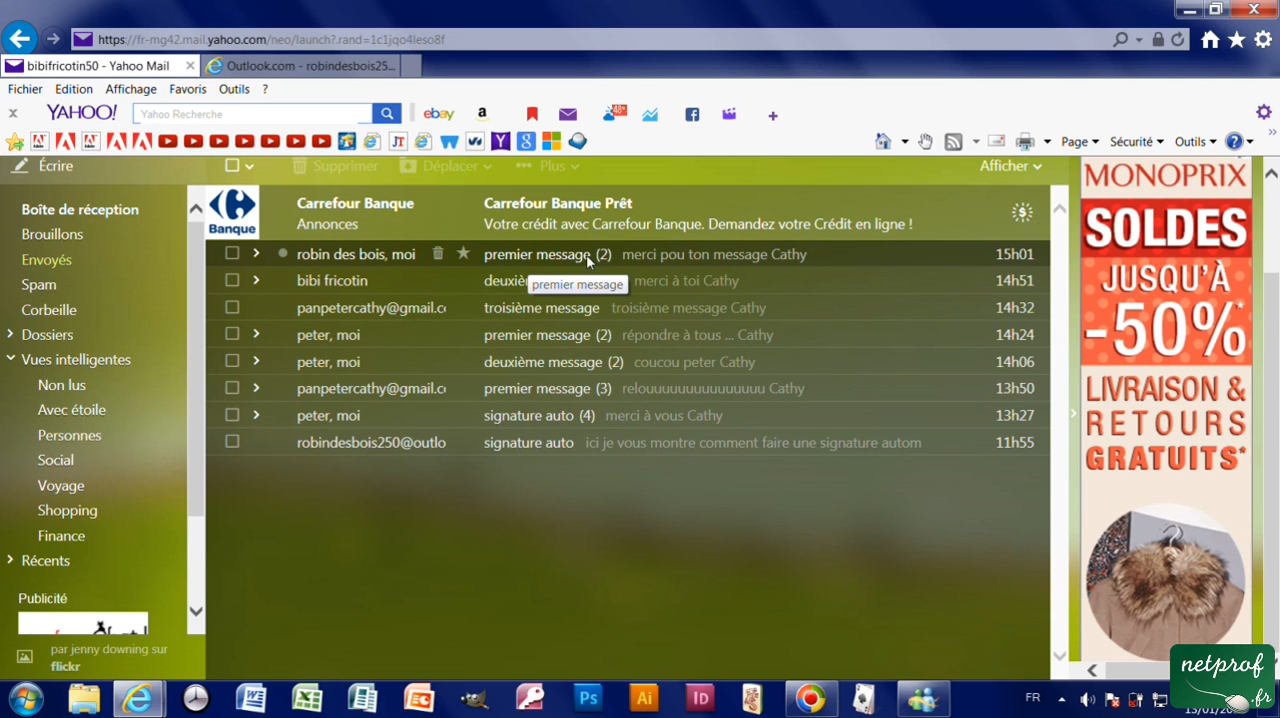 https://fr-mg42.mail.yahoo.com/neo/launch?.rand=1c1jqo4leso8f
bibifricotin50 - Yahoo Mail
Outlook.com - robindesbois25...
Fichier Edition Affichage Favoris Outils ?
x YAHOO! Yahoo Recherche ebay a
Page Sécurité Outils
Écrire Supprimer Déplacer Plus Afficher
Boîte de réception
Brouillons
Envoyés
Spam
Corbeille
Dossiers
Vues intelligentes
Non lus
Avec étoile
Personnes
Social
Voyage
Shopping
Finance
Récents
Publicité
par jenny downing sur
flickr
Banque
Carrefour Banque Carrefour Banque Prêt
Annonces Votre crédit avec Carrefour Banque. Demandez votre Crédit en ligne !
robin des bois, moi premier message (2) merci pou ton message Cathy 15h01
bibi fricotin deuxiè merci à toi Cathy 14h51
premier message
panpetercathy@gmail.c troisième message troisième message Cathy 14h32
peter, moi premier message (2) répondre à tous ... Cathy 14h24
peter, moi deuxième message (2) coucou peter Cathy 14h06
panpetercathy@gmail.c premier message (3) relouuuuuuuuuuuuuuu Cathy 13h50
peter, moi signature auto (4) merci à vous Cathy 13h27
robindesbois250@outlo signature auto ici je vous montre comment faire une signature autom 11h55
MONOPRIX
SOLDES
JUSQU'À
-50%*
LIVRAISON &
RETOURS
GRATUITS*
netprof
.fr
Ps Ai ID
FR